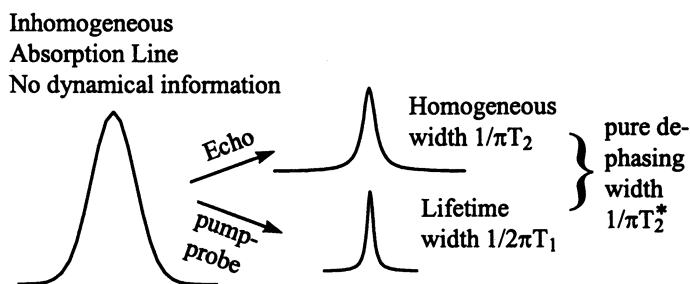 Inhomogeneous
Absorption Line
No dynamical information
Echo
pump-
probe
Homogeneous
width 1/πT₂
Lifetime
width 1/2πT₁
pure de-
phasing
width
1/πT₂*